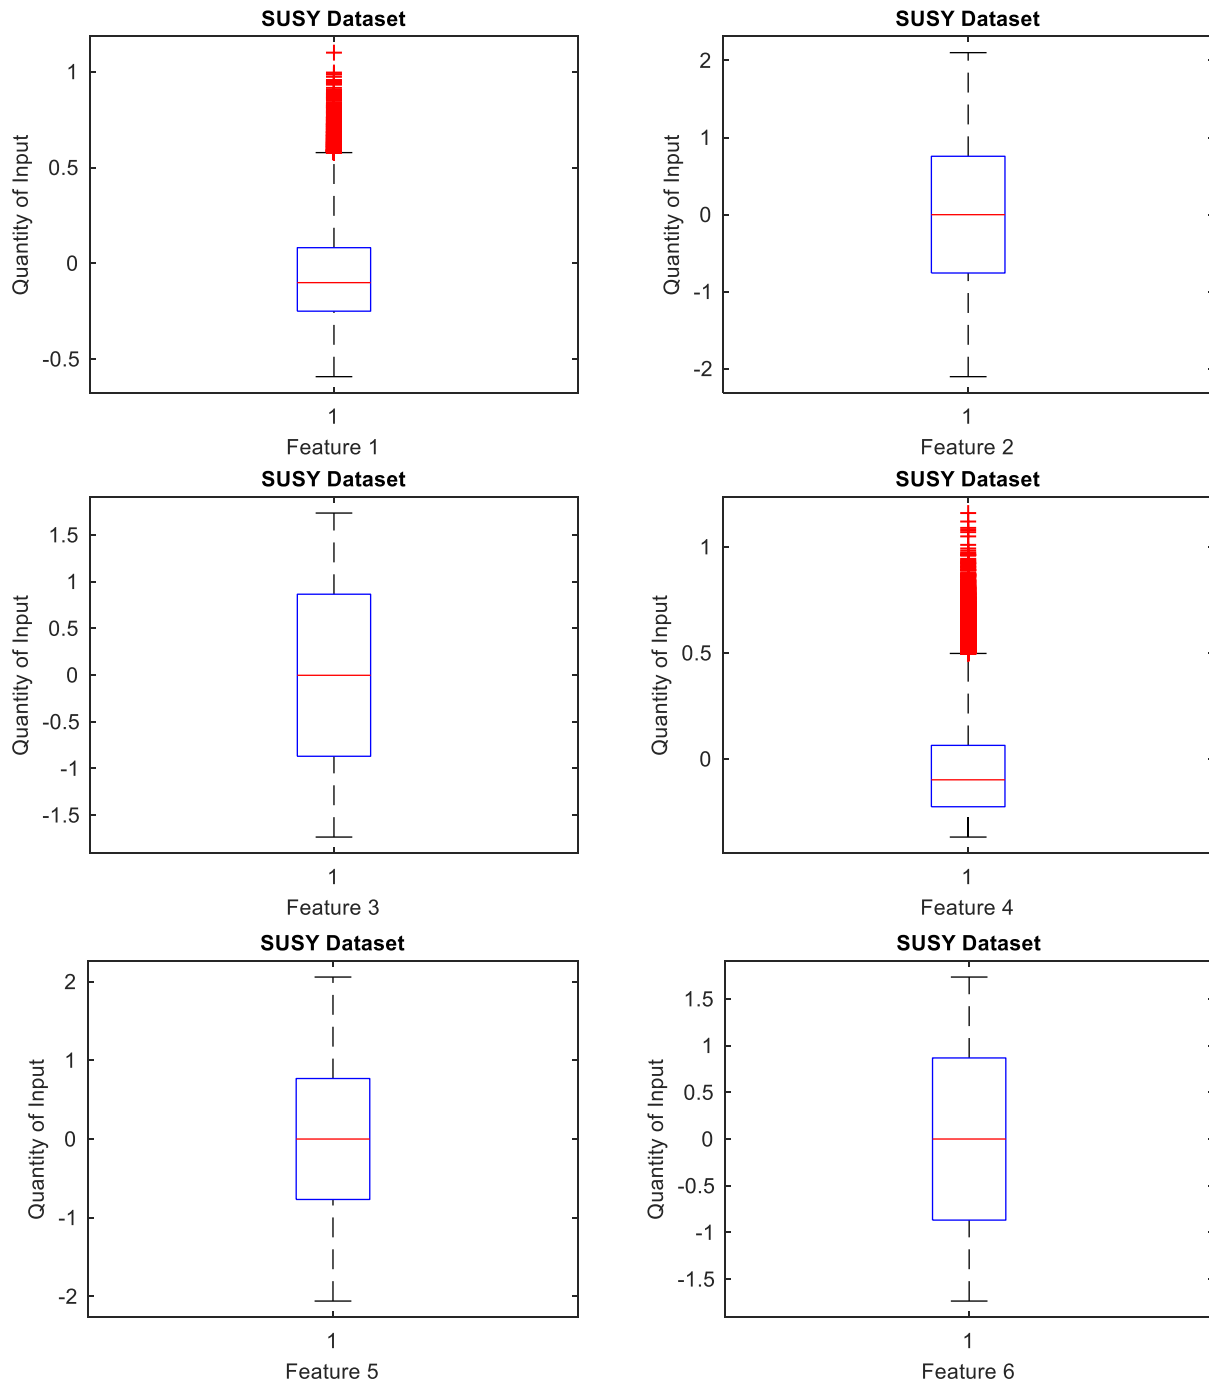 SUSY Dataset
Quantity of Input
1
0.5
0
-0.5
1
Feature 1
SUSY Dataset
Quantity of Input
2
1
0
-1
-2
1
Feature 2
SUSY Dataset
Quantity of Input
1.5
1
0.5
0
-0.5
-1
-1.5
1
Feature 3
SUSY Dataset
Quantity of Input
1
0.5
0
1
Feature 4
SUSY Dataset
Quantity of Input
2
1
0
-1
-2
1
Feature 5
SUSY Dataset
Quantity of Input
1.5
1
0.5
0
-0.5
-1
-1.5
1
Feature 6